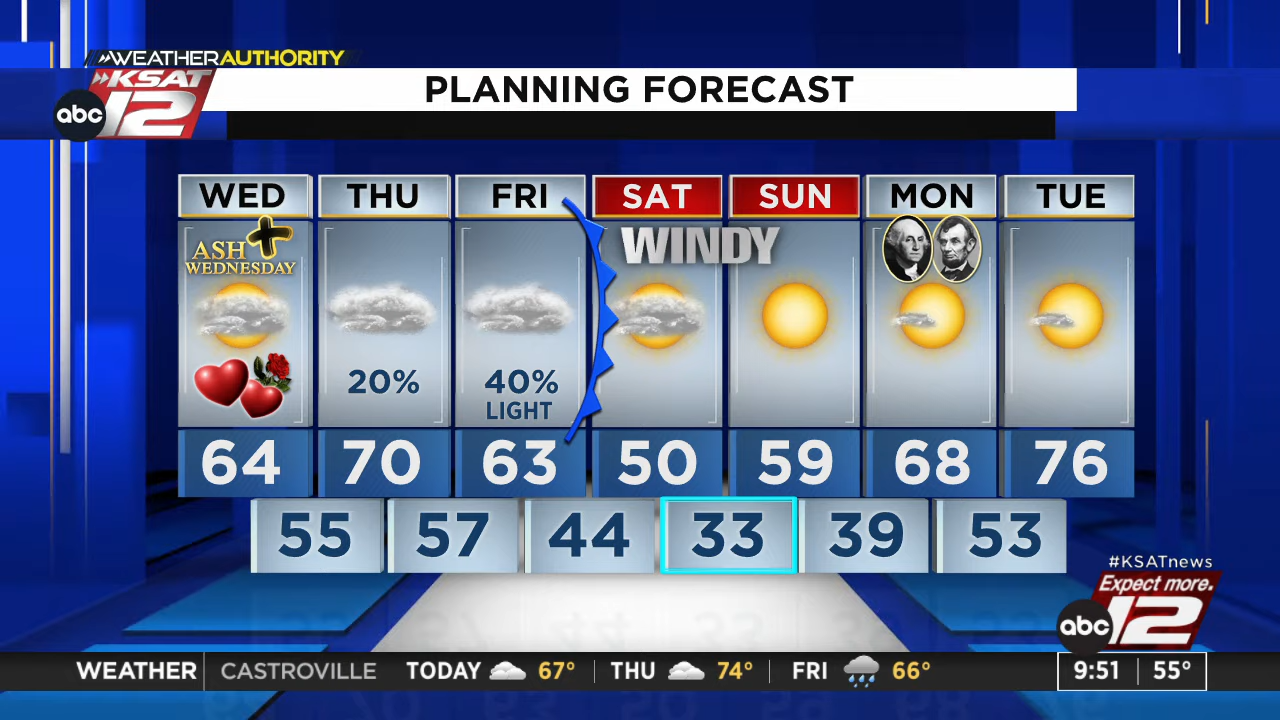 WEATHERAUTHORITY
KSAT
abc 12
PLANNING FORECAST
WED THU FRI SAT SUN MON TUE
ASH
WEDNESDAY
WINDY
20% 40%
LIGHT
64 70 63 50 59 68 76
55 57 44 33 39 53
#KSATnews
Expect more.
abc 12
WEATHER CASTROVILLE TODAY 67° THU 74° FRI 66° 9:51 55°